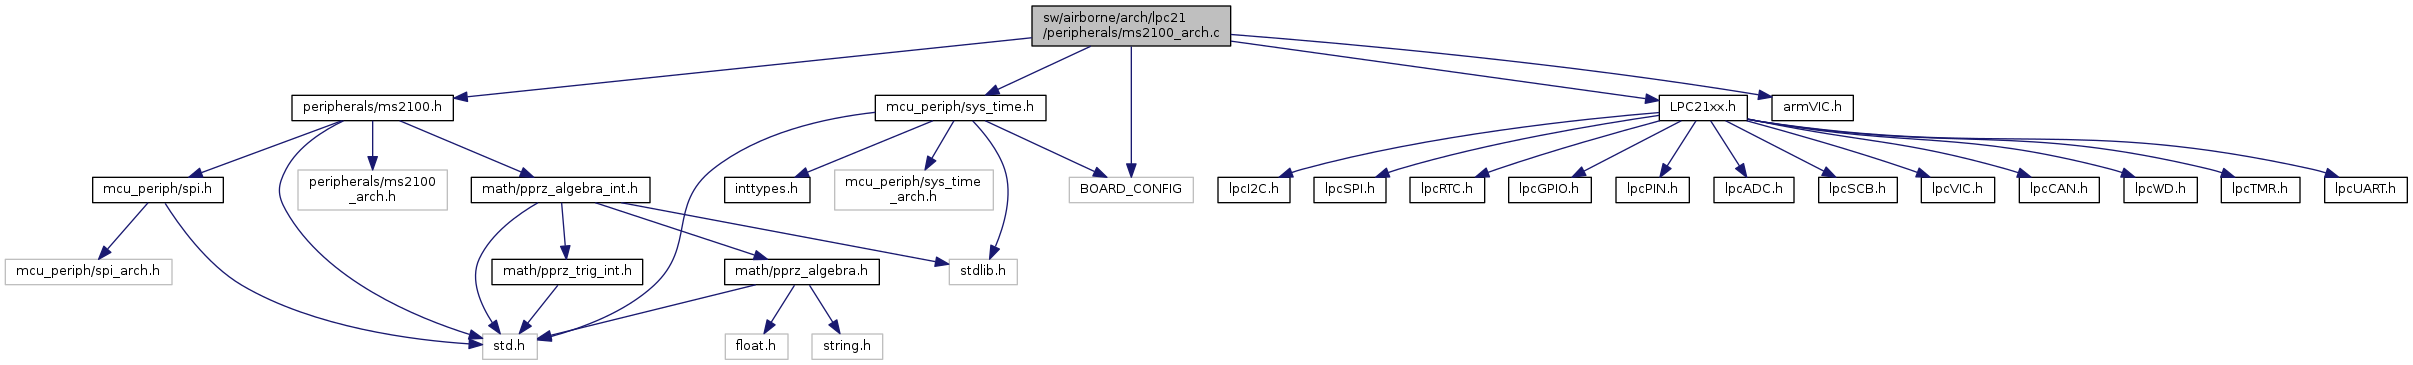 sw/airborne/arch/lpc21
/peripherals/ms2100_arch.c
peripherals/ms2100.h
mcu_periph/sys_time.h
LPC21xx.h
armVIC.h
mcu_periph/spi.h
peripherals/ms2100
_arch.h
math/pprz_algebra_int.h
inttypes.h
mcu_periph/sys_time
_arch.h
BOARD_CONFIG
lpcI2C.h
lpcSPI.h
lpcRTC.h
lpcGPIO.h
lpcPIN.h
lpcADC.h
lpcSCB.h
lpcVIC.h
lpcCAN.h
lpcWD.h
lpcTMR.h
lpcUART.h
mcu_periph/spi_arch.h
math/pprz_trig_int.h
math/pprz_algebra.h
stdlib.h
std.h
float.h
string.h